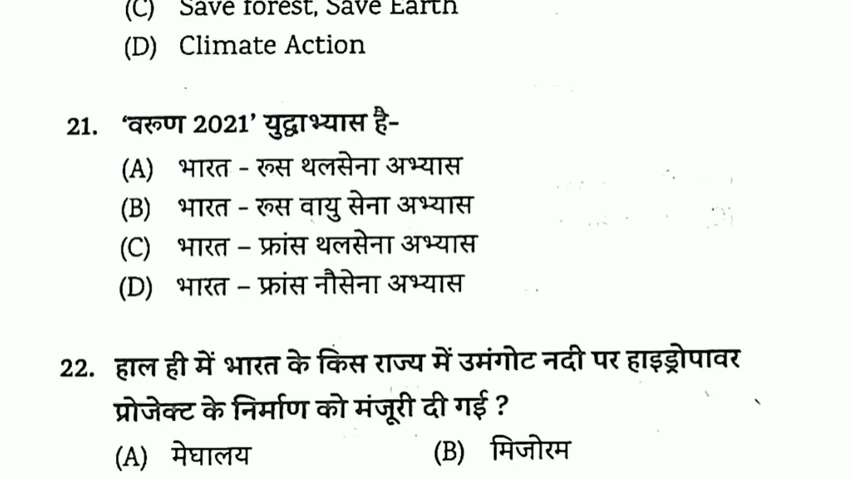 (C) Save forest, Save Earth
(D) Climate Action
21. ‘वरुण 2021’ युद्वाभ्यास है-
(A) भारत - रूस थलसेना अभ्यास
(B) भारत - रूस वायु सेना अभ्यास
(C) भारत – फ्रांस थलसेना अभ्यास
(D) भारत – फ्रांस नौसेना अभ्यास
22. हाल ही में भारत के किस राज्य में उमंगोट नदी पर हाइड्रोपावर
प्रोजेक्ट के निर्माण को मंजूरी दी गई ?
(A) मेघालय (B) मिजोरम